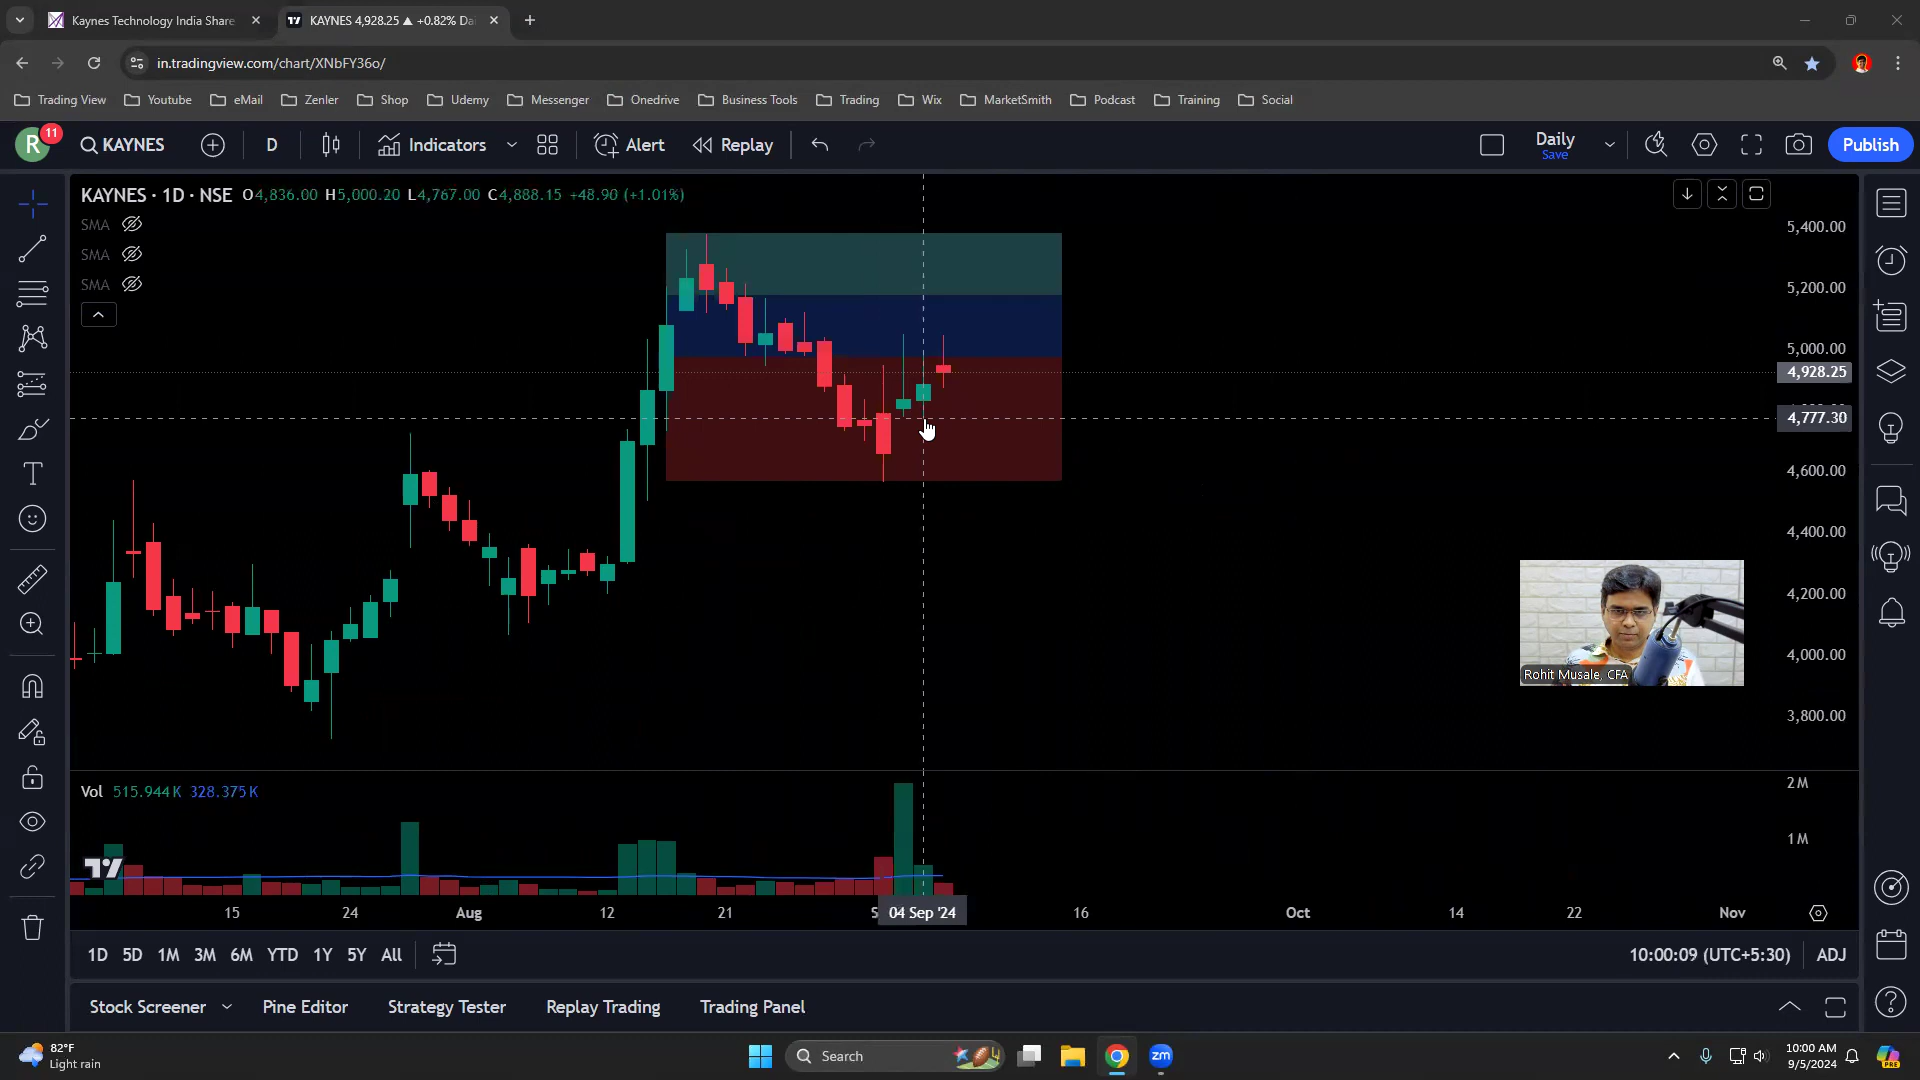 Kaynes Technology India Share
KAYNES 4,928.25 ▲ +0.82% Da
in.tradingview.com/chart/XNbFY36o/
Trading View Youtube eMail Zenler Shop Udemy Messenger Onedrive Business Tools Trading Wix MarketSmith Podcast Training Social
R 11 KAYNES D Indicators Alert Replay Daily Save Publish
KAYNES · 1D · NSE O4,836.00 H5,000.20 L4,767.00 C4,888.15 +48.90 (+1.01%)
SMA
SMA
SMA
5,400.00
5,200.00
5,000.00
4,928.25
4,777.30
4,600.00
4,400.00
4,200.00
4,000.00
3,800.00
Rohit Musale, CFA
Vol 515.944K 328.375K
2 M
1 M
15 24 Aug 12 21 S 04 Sep '24 16 Oct 14 22 Nov
1D 5D 1M 3M 6M YTD 1Y 5Y All 10:00:09 (UTC+5:30) ADJ
Stock Screener Pine Editor Strategy Tester Replay Trading Trading Panel
82°F
Light rain
Search
zm
10:00 AM
9/5/2024
PRE